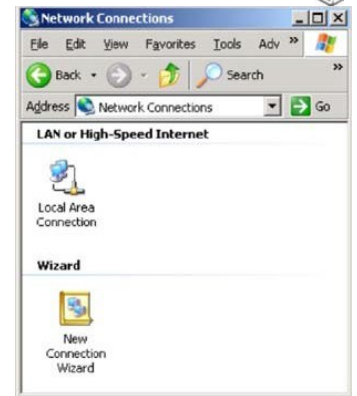 Network Connections
File Edit View Favorites Tools Adv »
Back Search »
Address Network Connections Go
LAN or High-Speed Internet
Local Area
Connection
Wizard
New
Connection
Wizard